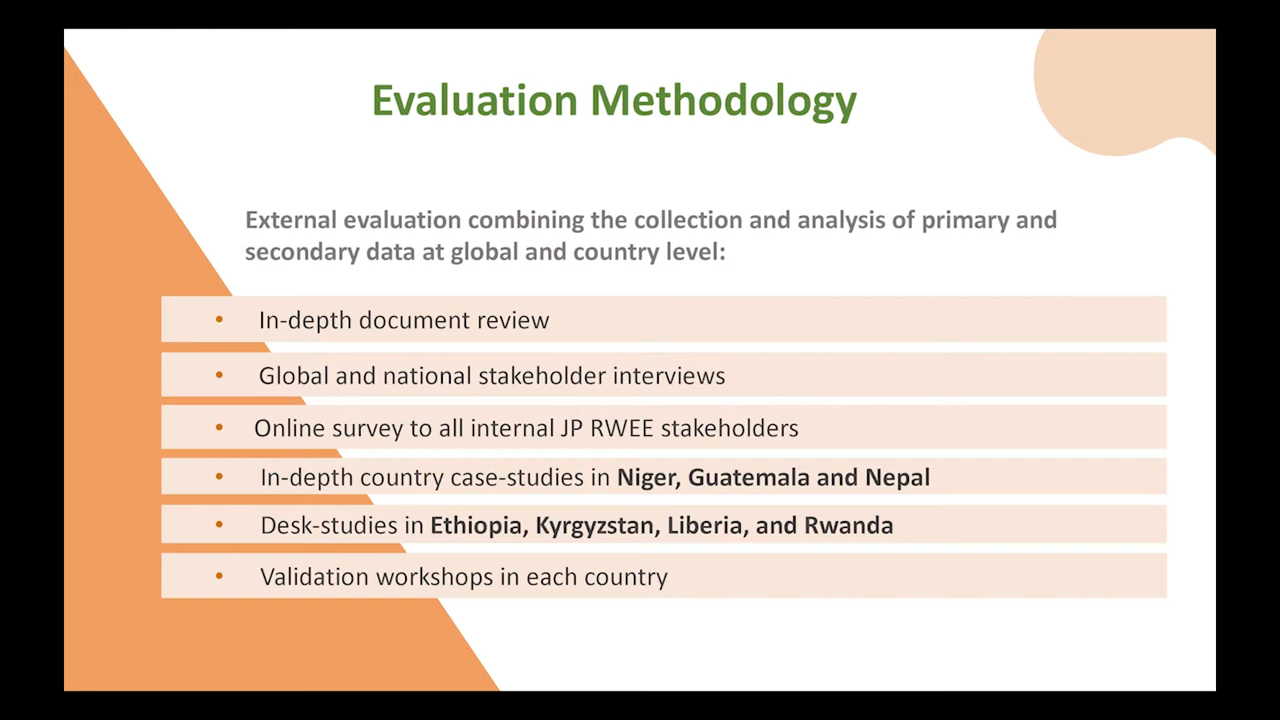 Evaluation Methodology
External evaluation combining the collection and analysis of primary and
secondary data at global and country level:
• In-depth document review
• Global and national stakeholder interviews
• Online survey to all internal JP RWEE stakeholders
• In-depth country case-studies in Niger, Guatemala and Nepal
• Desk-studies in Ethiopia, Kyrgyzstan, Liberia, and Rwanda
• Validation workshops in each country